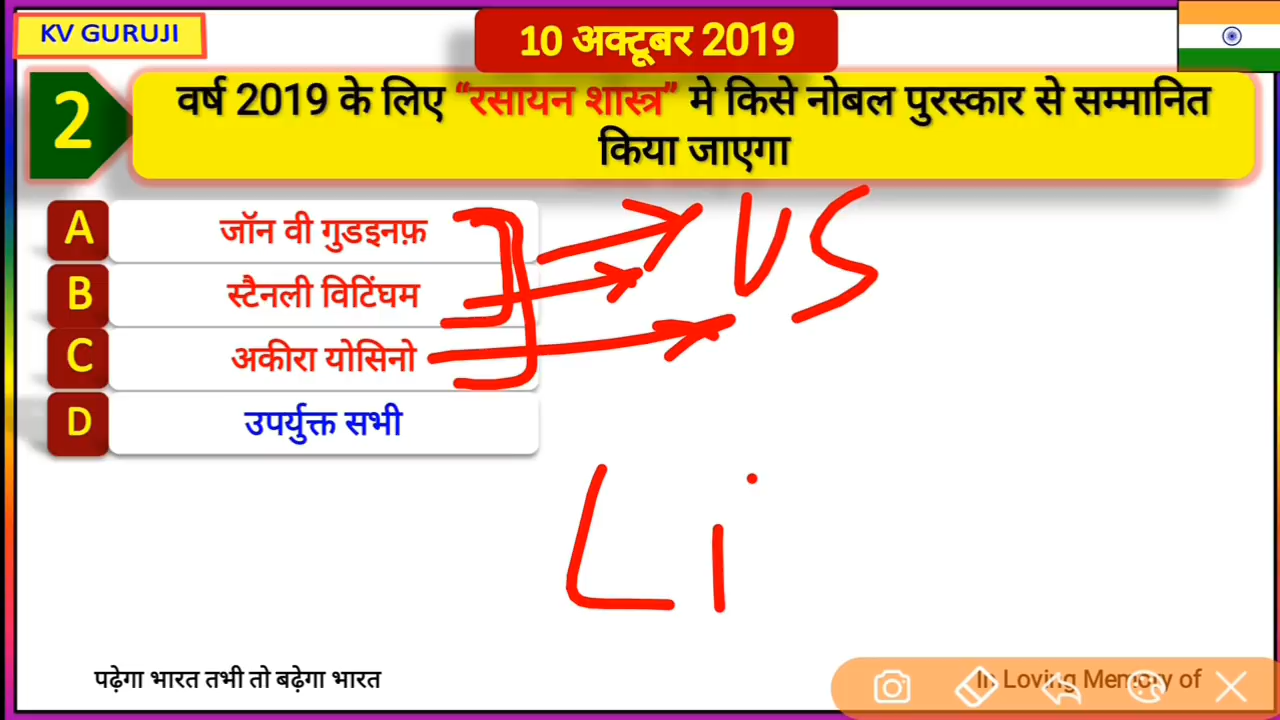 KV GURUJI
10 अक्टूबर 2019
2
वर्ष 2019 के लिए “रसायन शास्त्र” मे किसे नोबल पुरस्कार से सम्मानित
किया जाएगा
A जॉन वी गुडइनफ़
B स्टैनली विटिंघम
C अकीरा योसिनो
D उपर्युक्त सभी
US
Li
पढ़ेगा भारत तभी तो बढ़ेगा भारत
In Loving Memory of